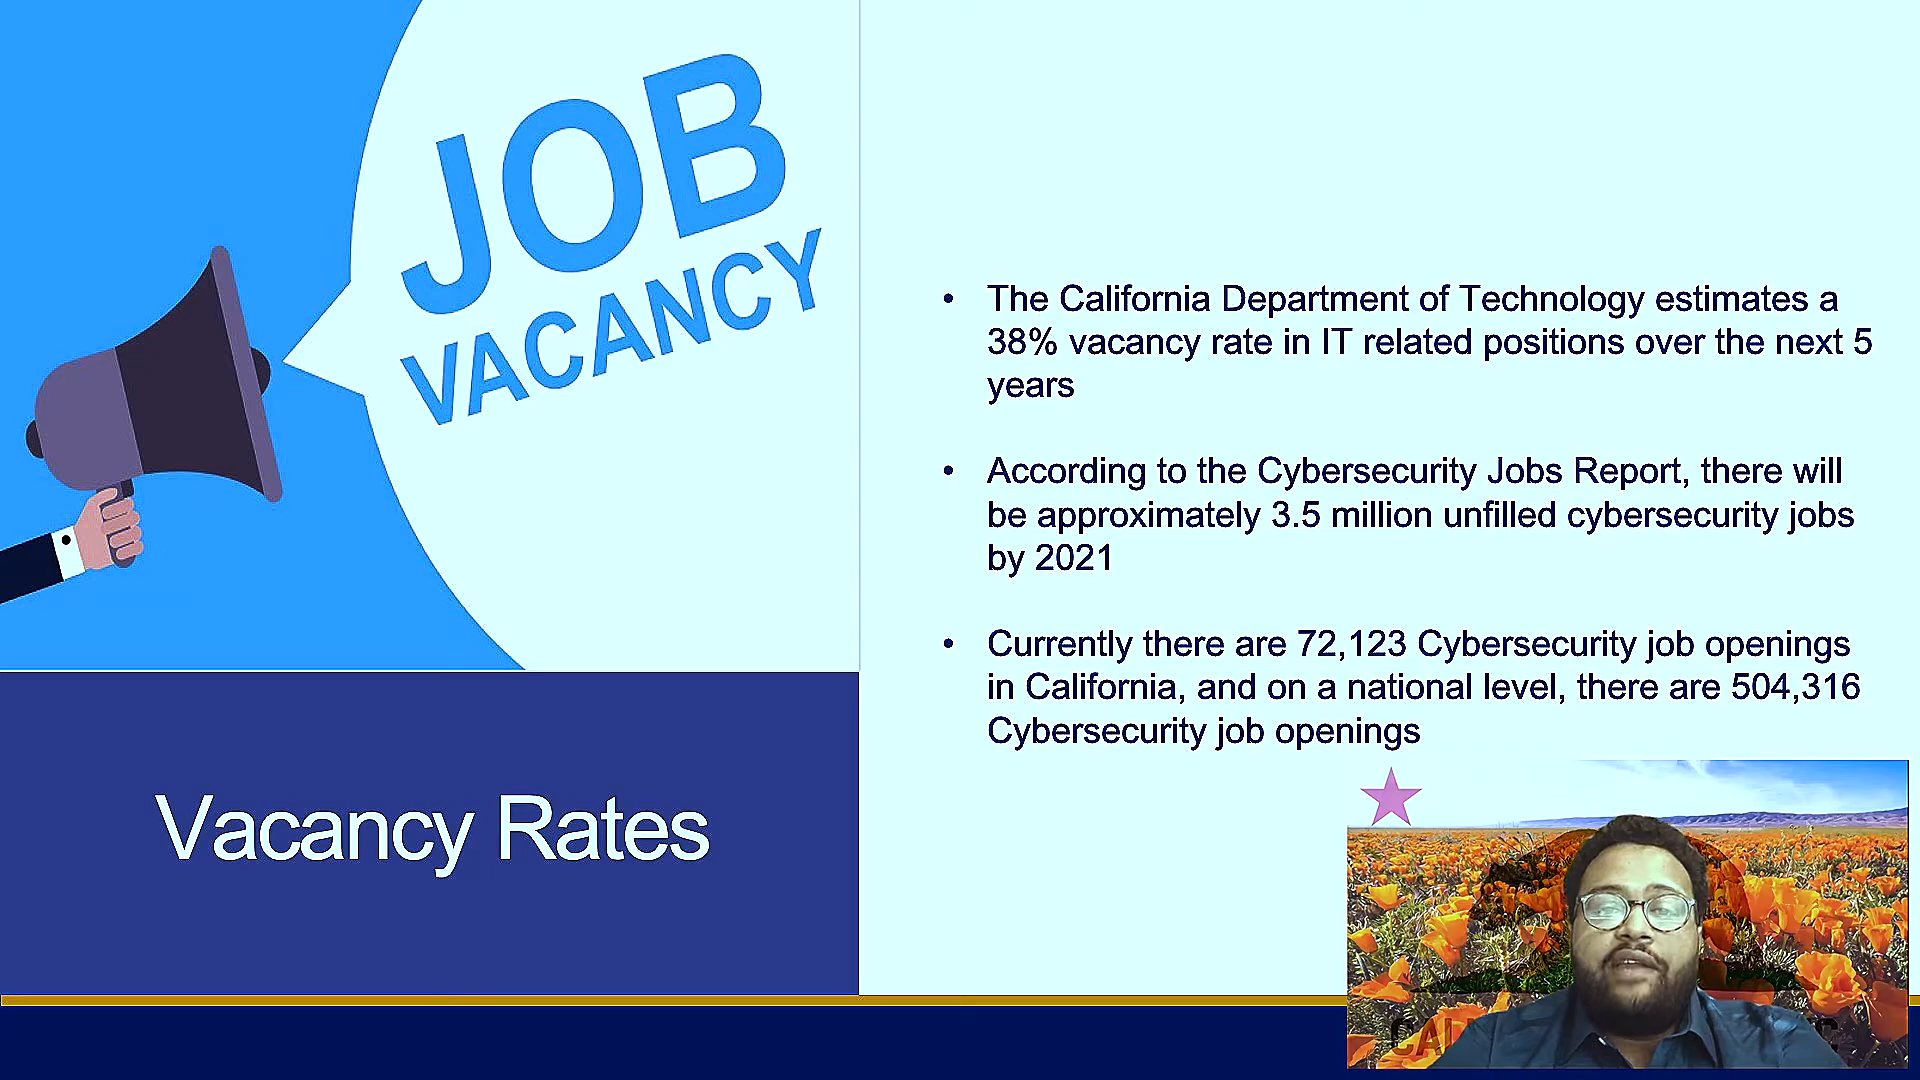 JOB
VACANCY
Vacancy Rates
• The California Department of Technology estimates a
38% vacancy rate in IT related positions over the next 5
years
• According to the Cybersecurity Jobs Report, there will
be approximately 3.5 million unfilled cybersecurity jobs
by 2021
• Currently there are 72,123 Cybersecurity job openings
in California, and on a national level, there are 504,316
Cybersecurity job openings